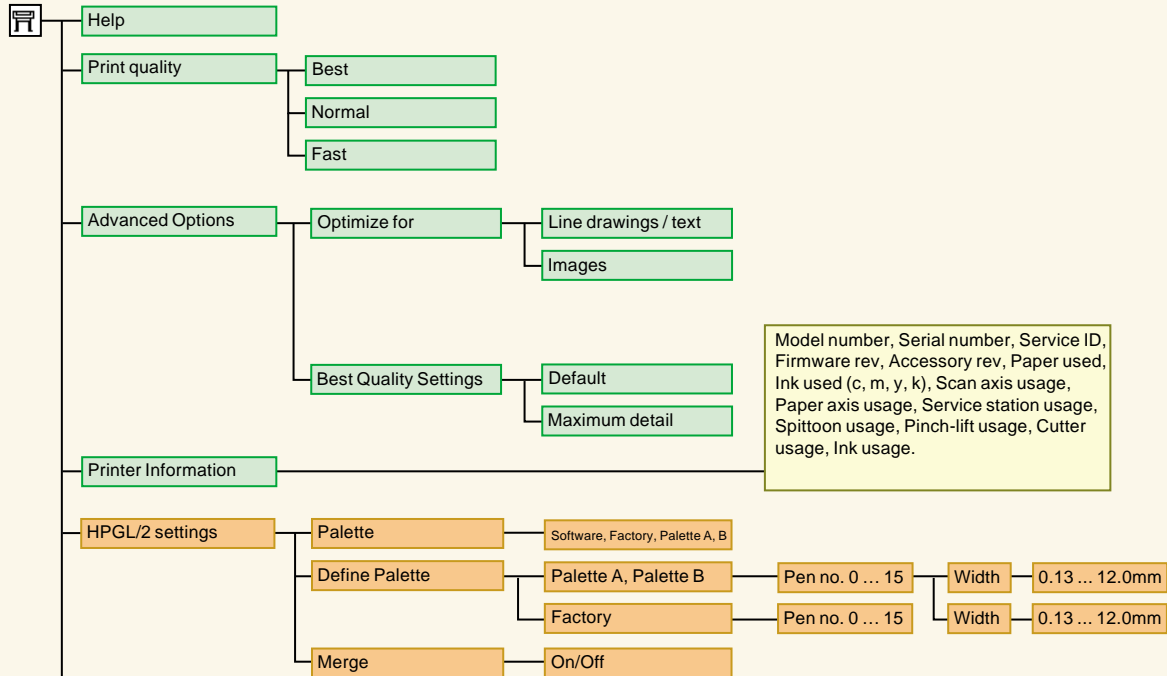 Help
Print quality
Best
Normal
Fast
Advanced Options
Optimize for
Line drawings / text
Images
Best Quality Settings
Default
Maximum detail
Printer Information
Model number, Serial number, Service ID,
Firmware rev, Accessory rev, Paper used,
Ink used (c, m, y, k), Scan axis usage,
Paper axis usage, Service station usage,
Spittoon usage, Pinch-lift usage, Cutter
usage, Ink usage.
HPGL/2 settings
Palette
Software, Factory, Palette A, B
Define Palette
Palette A, Palette B
Pen no. 0 … 15
Width
0.13 … 12.0mm
Factory
Pen no. 0 … 15
Width
0.13 … 12.0mm
Merge
On/Off